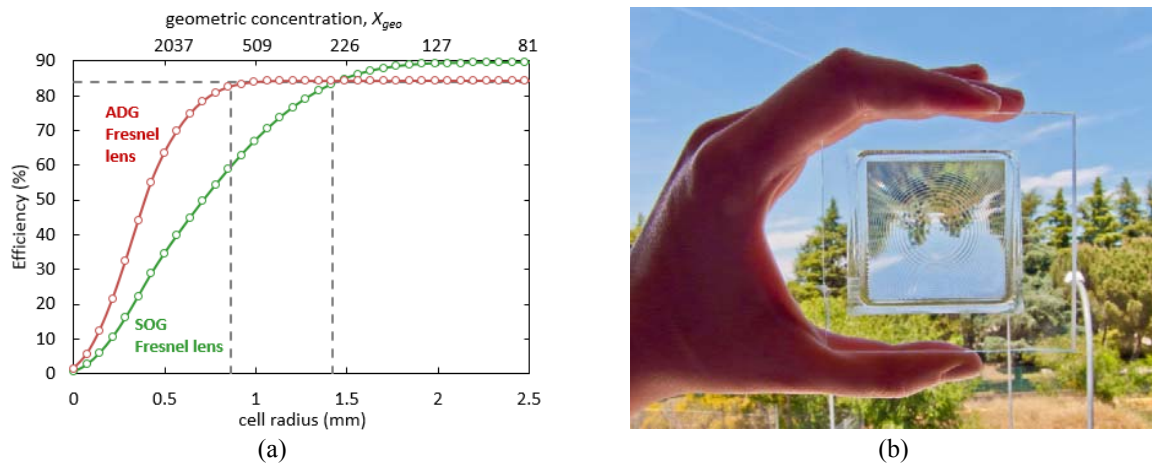 geometric concentration, Xgeo
2037 509 226 127 81
90
80
70
60
50
40
30
20
10
0
Efficiency (%)
ADG
Fresnel
lens
SOG
Fresnel lens
0 0.5 1 1.5 2 2.5
cell radius (mm)
(a) (b)